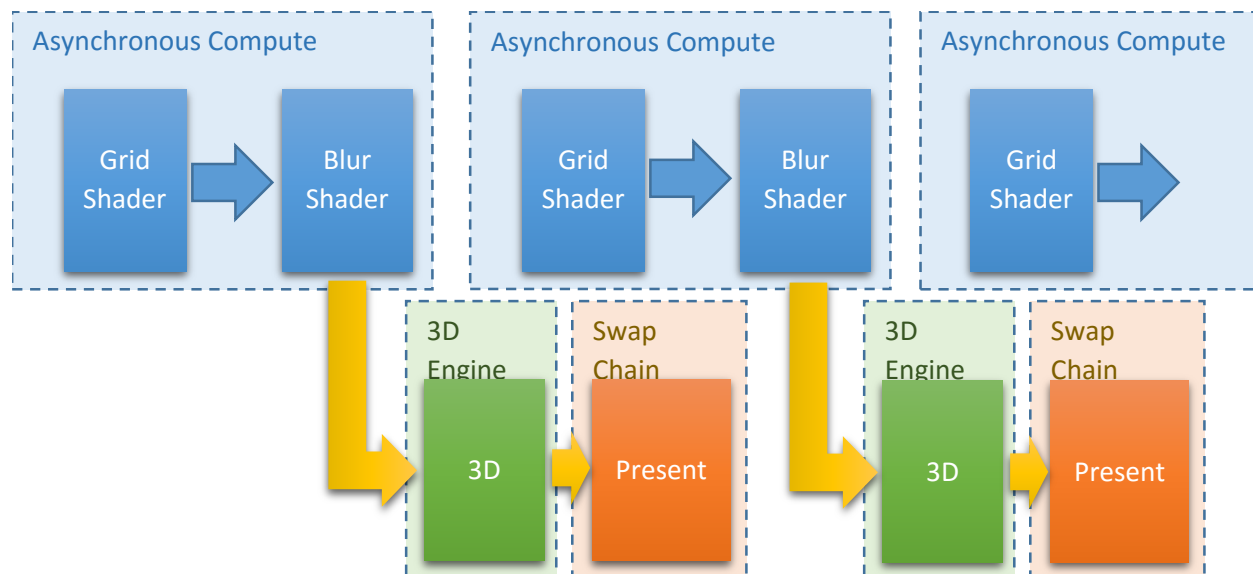 Asynchronous Compute
Grid
Shader
Blur
Shader
Asynchronous Compute
Grid
Shader
Blur
Shader
Asynchronous Compute
Grid
Shader
3D
Engine
3D
Swap
Chain
Present
3D
Engine
3D
Swap
Chain
Present